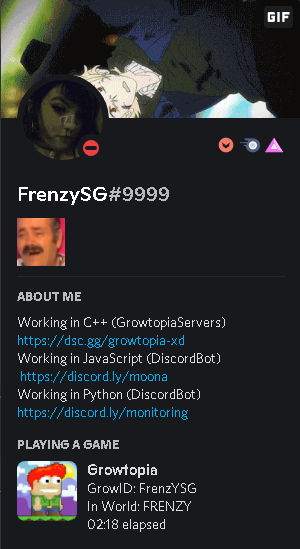 GIF
FrenzySG#9999
ABOUT ME
Working in C++ (GrowtopiaServers)
https://dsc.gg/growtopia-xd
Working in JavaScript (DiscordBot)
https://discord.ly/moona
Working in Python (DiscordBot)
https://discord.ly/monitoring
PLAYING A GAME
Growtopia
GrowID: FrenzYSG
In World: FRENZY
02:18 elapsed